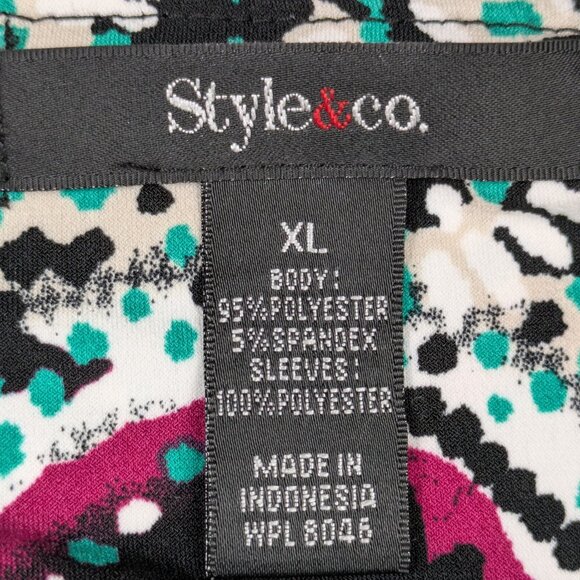 Style&co.
XL
BODY:
95%POLYESTER
5%SPANDEX
SLEEVES:
100%POLYESTER
MADE IN
INDONESIA
WPL 8046